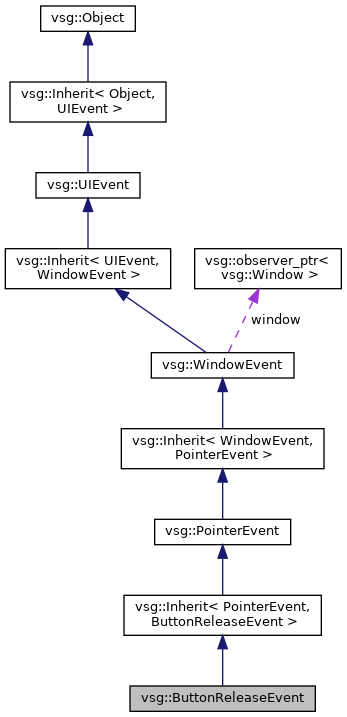 vsg::Object
vsg::Inherit< Object,
UIEvent >
vsg::UIEvent
vsg::Inherit< UIEvent,
WindowEvent >
vsg::observer_ptr<
vsg::Window >
window
vsg::WindowEvent
vsg::Inherit< WindowEvent,
PointerEvent >
vsg::PointerEvent
vsg::Inherit< PointerEvent,
ButtonReleaseEvent >
vsg::ButtonReleaseEvent